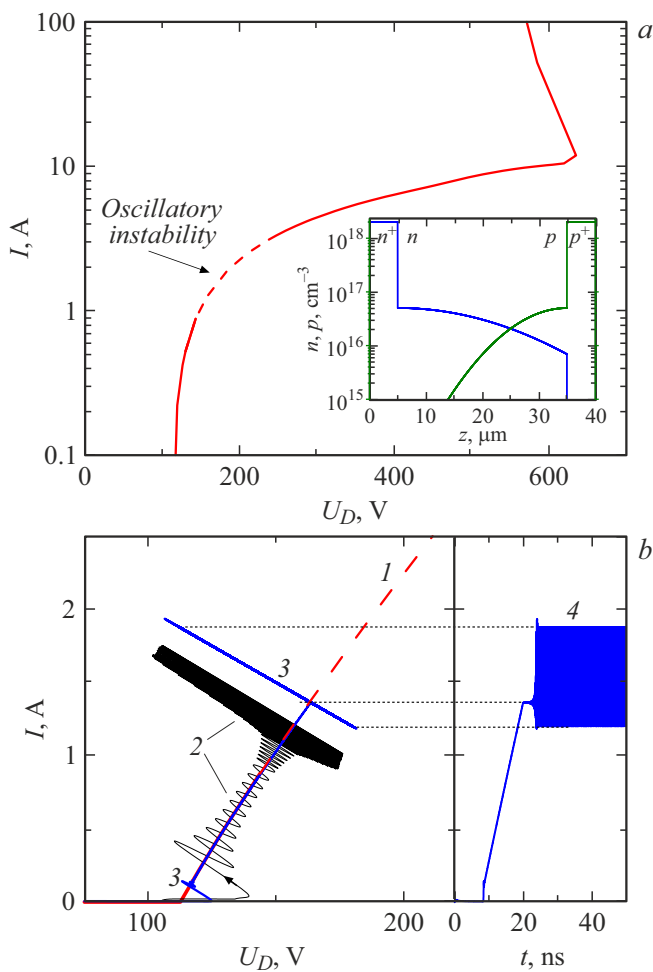 a
100
10
1
0.1
I, A
Oscillatory
instability
0
200
400
600
U_D, V
10^18
10^17
10^16
10^15
n, p, cm^−3
n^+ n p p^+
0
10
20
30
40
z, μm
b
2
1
0
I, A
1
2
3
3
4
100
200
U_D, V
0
20
40
t, ns